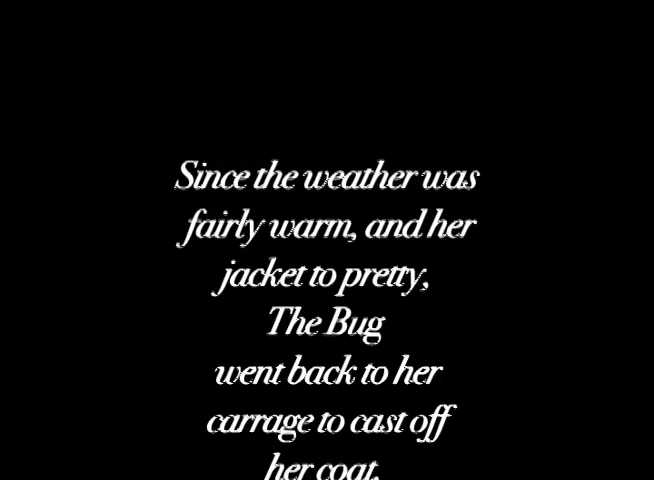 Since the weather was
fairly warm, and her
jacket to pretty,
The Bug
went back to her
carrage to cast off
her coat.